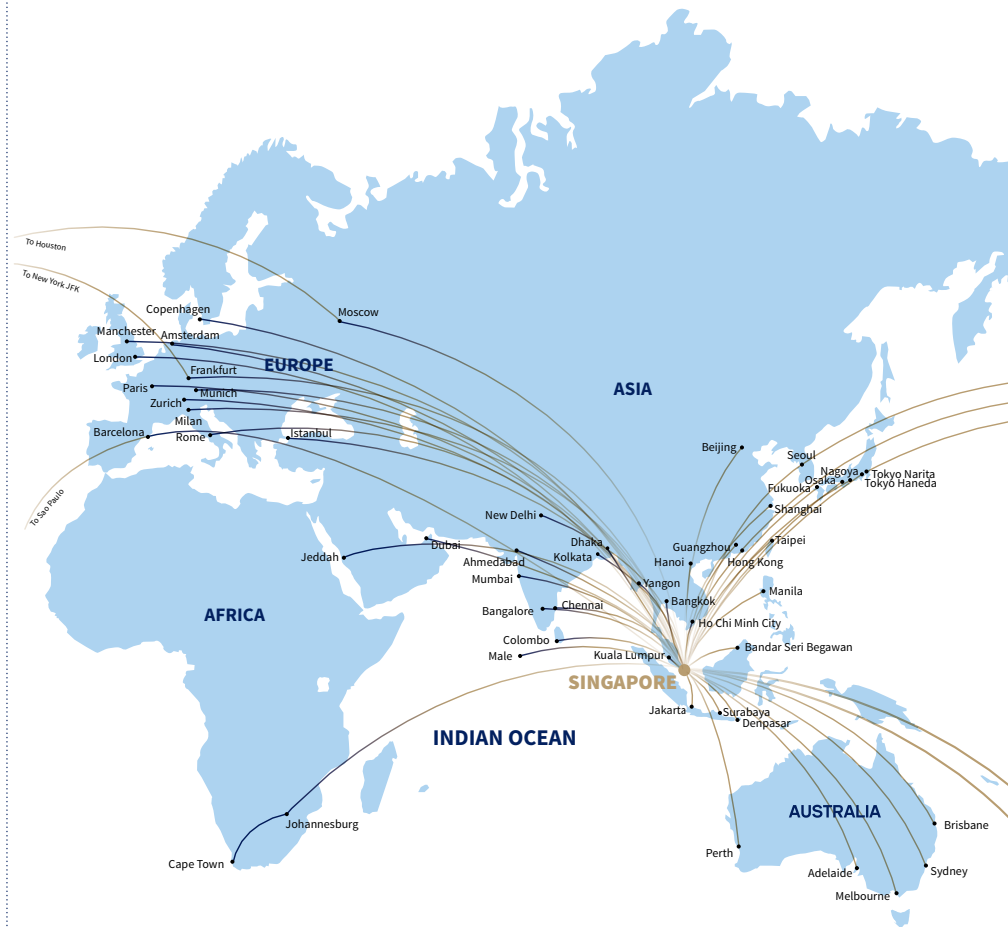 To Houston
To New York JFK
Copenhagen
Moscow
Manchester
Amsterdam
London
EUROPE
Frankfurt
Paris
Munich
Zurich
Milan
Barcelona
Rome
Istanbul
To Sao Paulo
ASIA
Beijing
Seoul
Nagoya
Tokyo Narita
Osaka
Tokyo Haneda
Fukuoka
Shanghai
New Delhi
Dhaka
Taipei
Guangzhou
Dubai
Jeddah
Kolkata
Ahmedabad
Hanoi
Hong Kong
Mumbai
Yangon
Manila
Bangkok
Bangalore
Chennai
AFRICA
Ho Chi Minh City
Colombo
Bandar Seri Begawan
Male
Kuala Lumpur
SINGAPORE
Jakarta
Surabaya
Denpasar
INDIAN OCEAN
AUSTRALIA
Johannesburg
Brisbane
Perth
Cape Town
Adelaide
Sydney
Melbourne